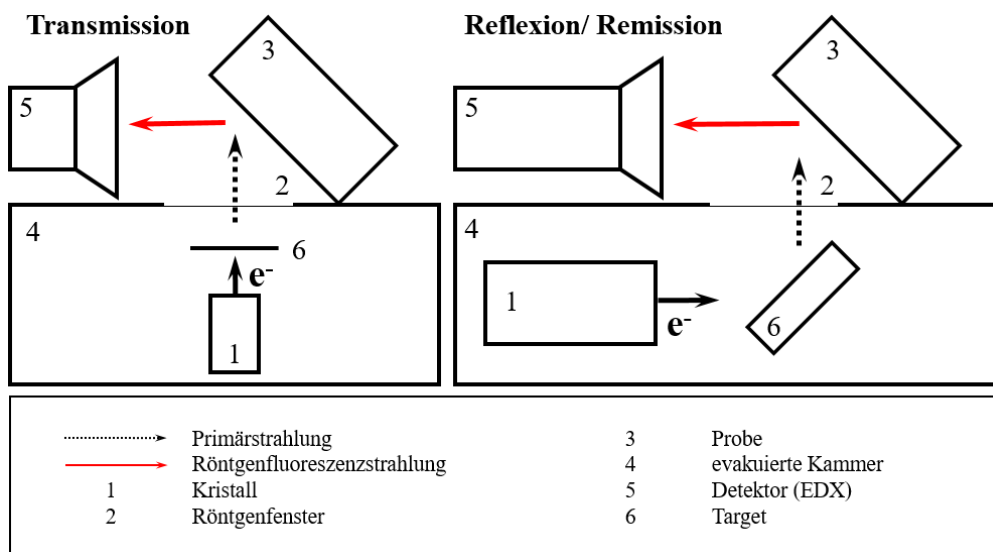 Transmission
Reflexion/ Remission
3
5
2
4
6
e-
1
3
5
2
4
1
e-
6
Primärstrahlung
Röntgenfluoreszenzstrahlung
1 Kristall
2 Röntgenfenster
3 Probe
4 evakuierte Kammer
5 Detektor (EDX)
6 Target